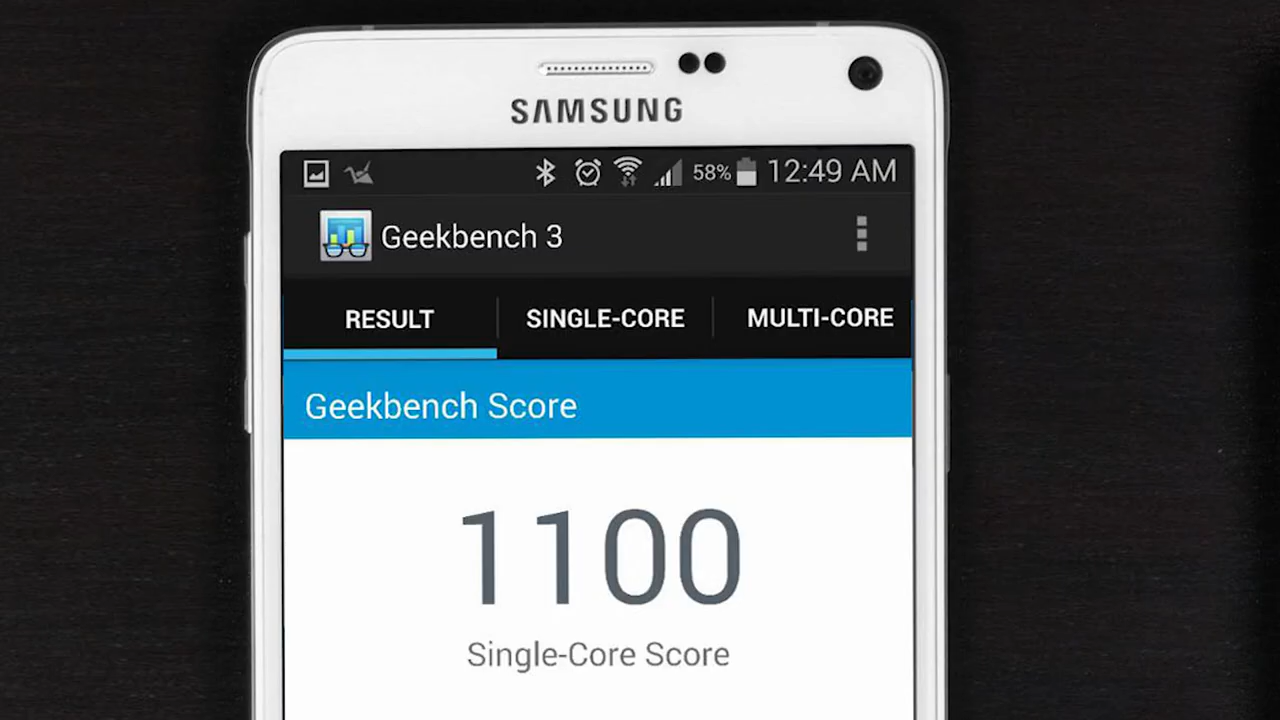 SAMSUNG
58% 12:49 AM
Geekbench 3
RESULT SINGLE-CORE MULTI-CORE
Geekbench Score
1100
Single-Core Score